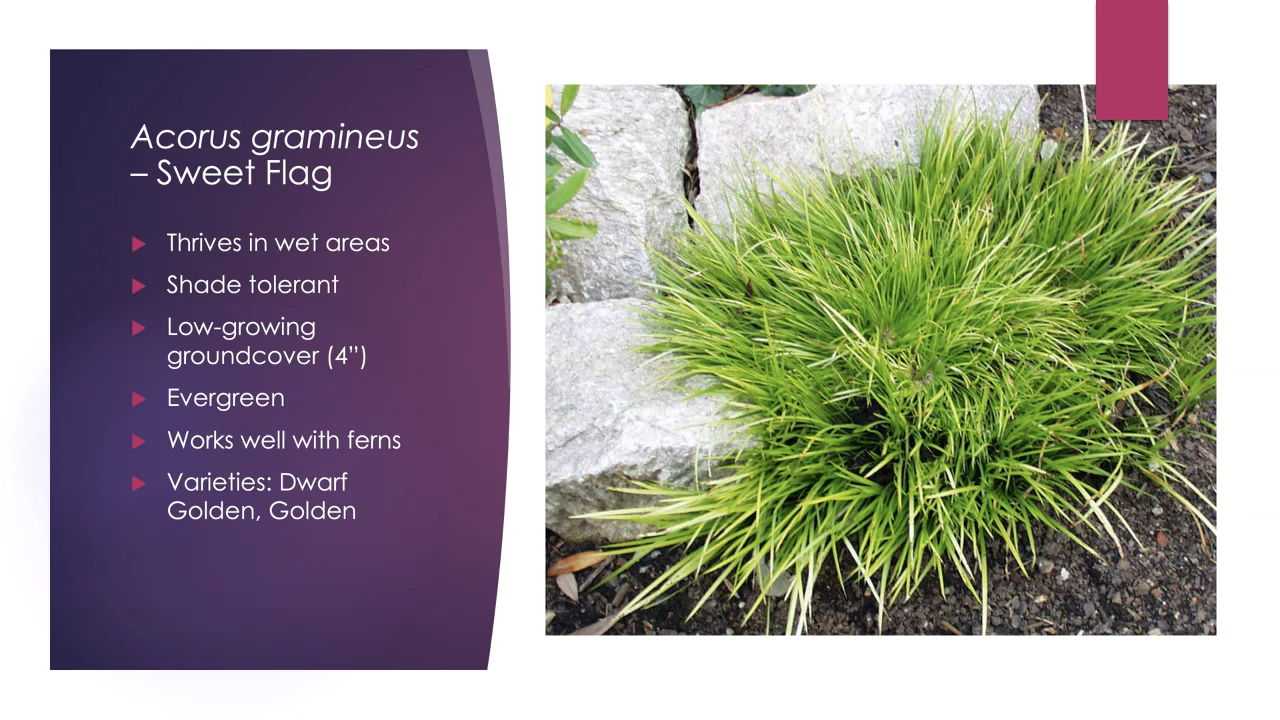 Acorus gramineus
– Sweet Flag
Thrives in wet areas
Shade tolerant
Low-growing
groundcover (4”)
Evergreen
Works well with ferns
Varieties: Dwarf
Golden, Golden